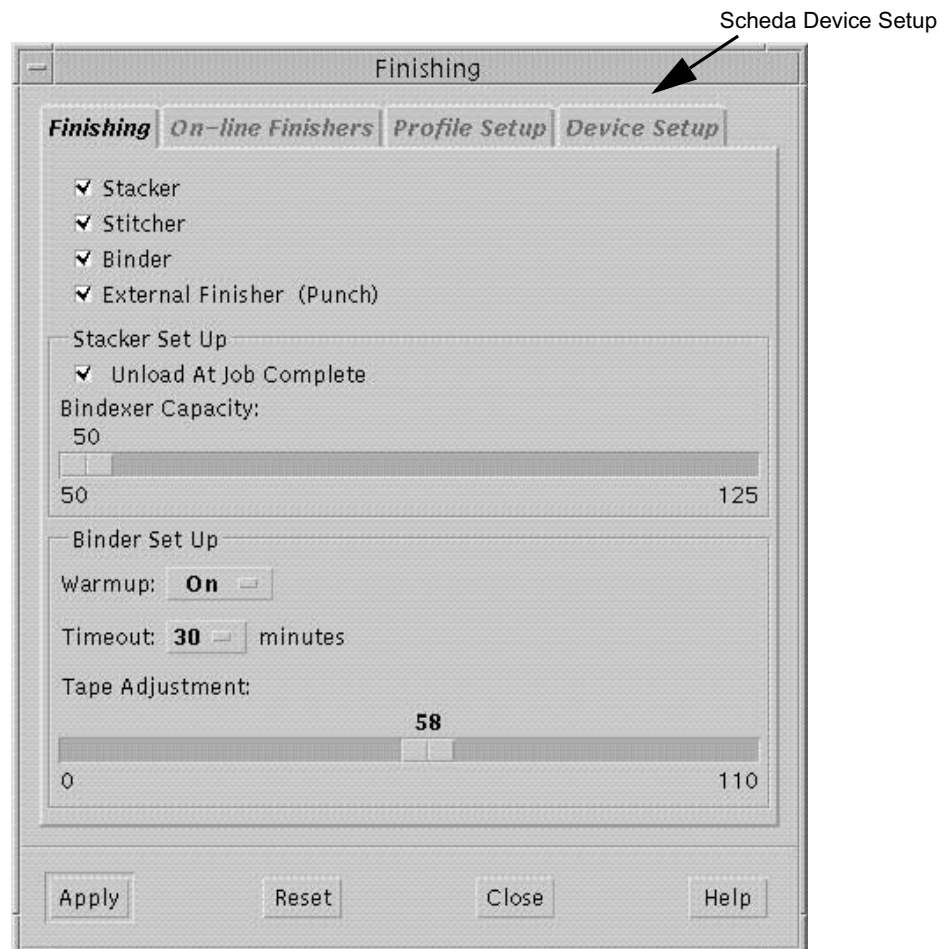 Scheda Device Setup
Finishing
Finishing On-line Finishers Profile Setup Device Setup
Stacker
Stitcher
Binder
External Finisher (Punch)
Stacker Set Up
Unload At Job Complete
Bindexer Capacity:
50
50 125
Binder Set Up
Warmup: On
Timeout: 30 minutes
Tape Adjustment:
58
0 110
Apply Reset Close Help